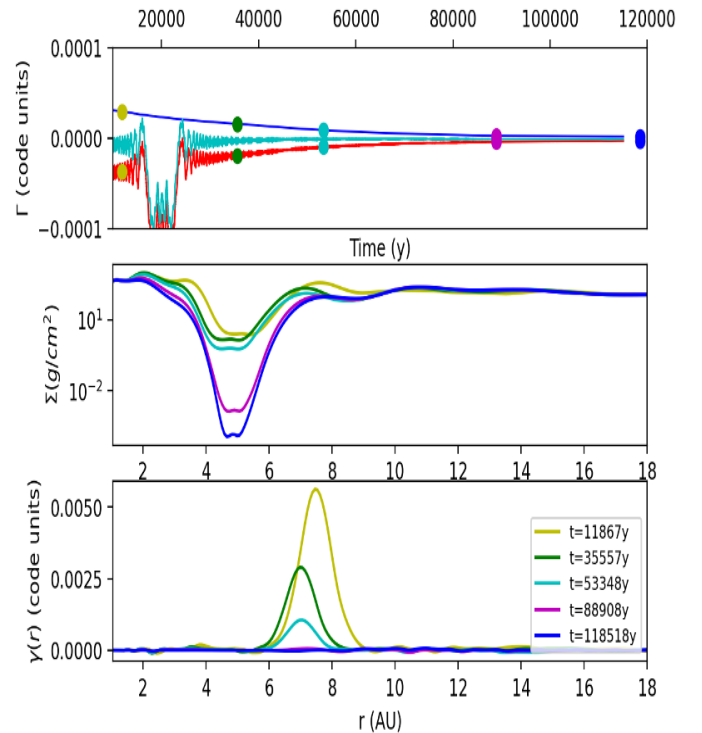 20000 40000 60000 80000 100000 120000
0.0001
0.0000
−0.0001
Γ (code units)
Time (y)
10¹
10⁻²
Σ(g/cm²)
2 4 6 8 10 12 14 16 18
0.0050
0.0025
0.0000
γ(r) (code units)
t=11867y
t=35557y
t=53348y
t=88908y
t=118518y
2 4 6 8 10 12 14 16 18
r (AU)